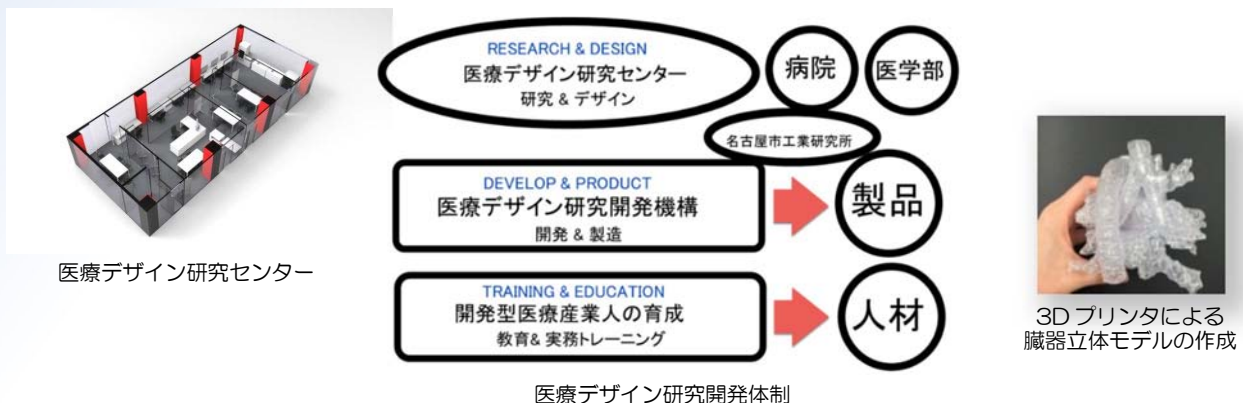 RESEARCH & DESIGN
医療デザイン研究センター
研究 & デザイン
病院
医学部
名古屋市工業研究所
DEVELOP & PRODUCT
医療デザイン研究開発機構
開発 & 製造
製品
TRAINING & EDUCATION
開発型医療産業人の育成
教育& 実務トレーニング
人材
医療デザイン研究センター
3D プリンタによる
臓器立体モデルの作成
医療デザイン研究開発体制